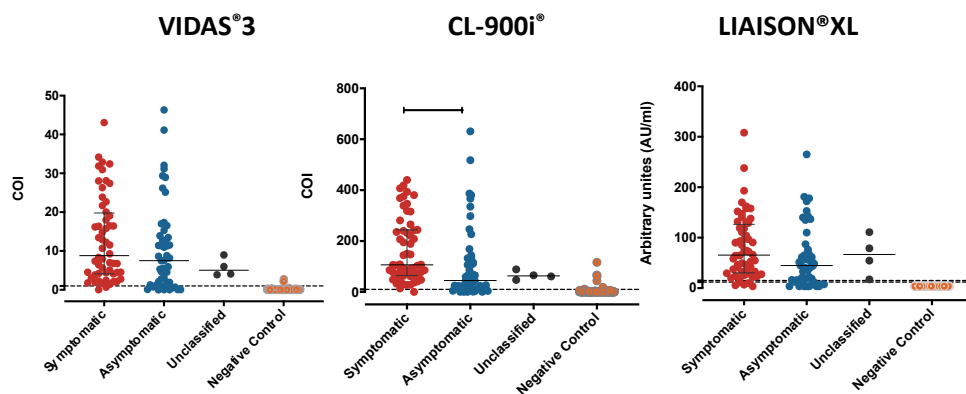 VIDAS®3
50
40
30
20
10
0
COI
Symptomatic
Asymptomatic
Unclassified
Negative Control
CL-900i®
800
600
400
200
0
COI
Symptomatic
Asymptomatic
Unclassified
Negative Control
LIAISON®XL
400
300
200
100
50
0
Arbitrary unites (AU/ml)
Symptomatic
Asymptomatic
Unclassified
Negative Control